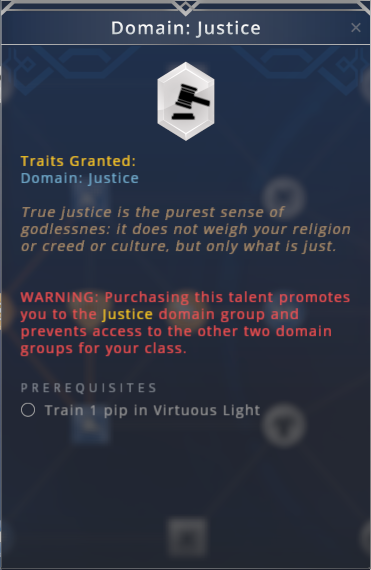 Domain: Justice
×
Traits Granted:
Domain: Justice
True justice is the purest sense of
godlessnes: it does not weigh your religion
or creed or culture, but only what is just.
WARNING: Purchasing this talent promotes
you to the Justice domain group and
prevents access to the other two domain
groups for your class.
PREREQUISITES
Train 1 pip in Virtuous Light